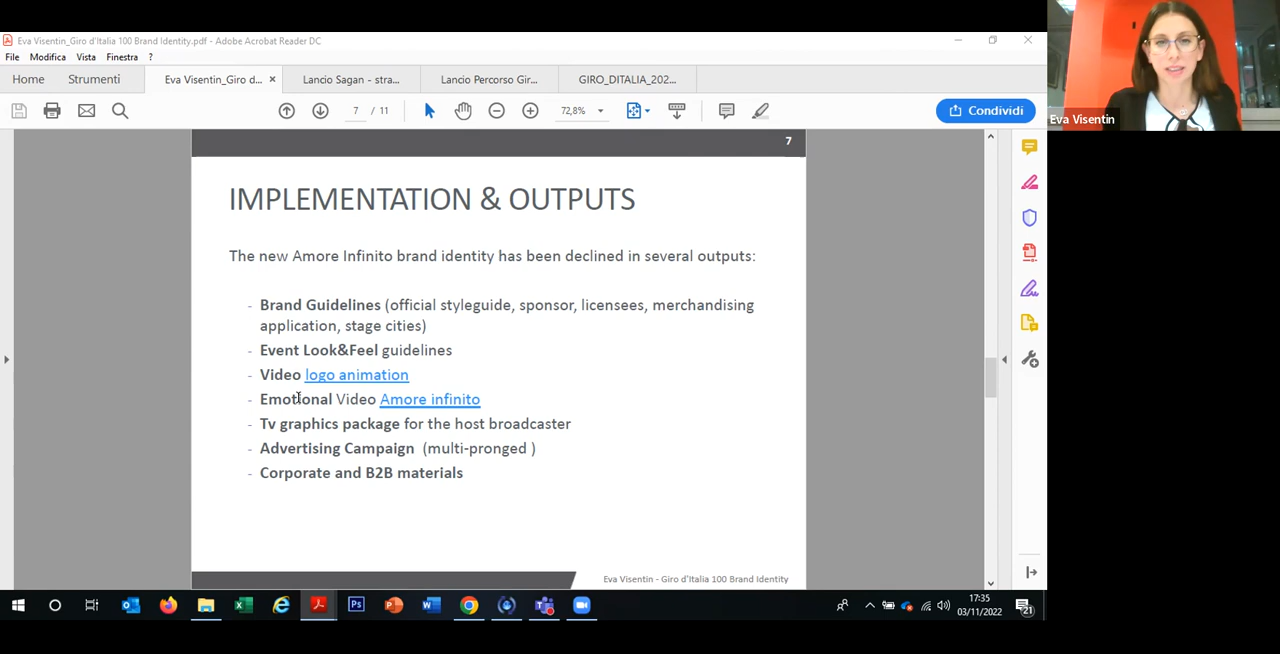 Eva Visentin_Giro d'Italia 100 Brand Identity.pdf - Adobe Acrobat Reader DC
File Modifica Vista Finestra ?
Home Strumenti Eva Visentin_Giro d... × Lancio Sagan - stra... Lancio Percorso Gir... GIRO_DITALIA_202...
7 / 11 72,8% Condividi
Eva Visentin
7
IMPLEMENTATION & OUTPUTS
The new Amore Infinito brand identity has been declined in several outputs:
- Brand Guidelines (official styleguide, sponsor, licensees, merchandising
application, stage cities)
- Event Look&Feel guidelines
- Video logo animation
- Emotional Video Amore infinito
- Tv graphics package for the host broadcaster
- Advertising Campaign (multi-pronged )
- Corporate and B2B materials
Eva Visentin - Giro d'Italia 100 Brand Identity
17:35
03/11/2022
21